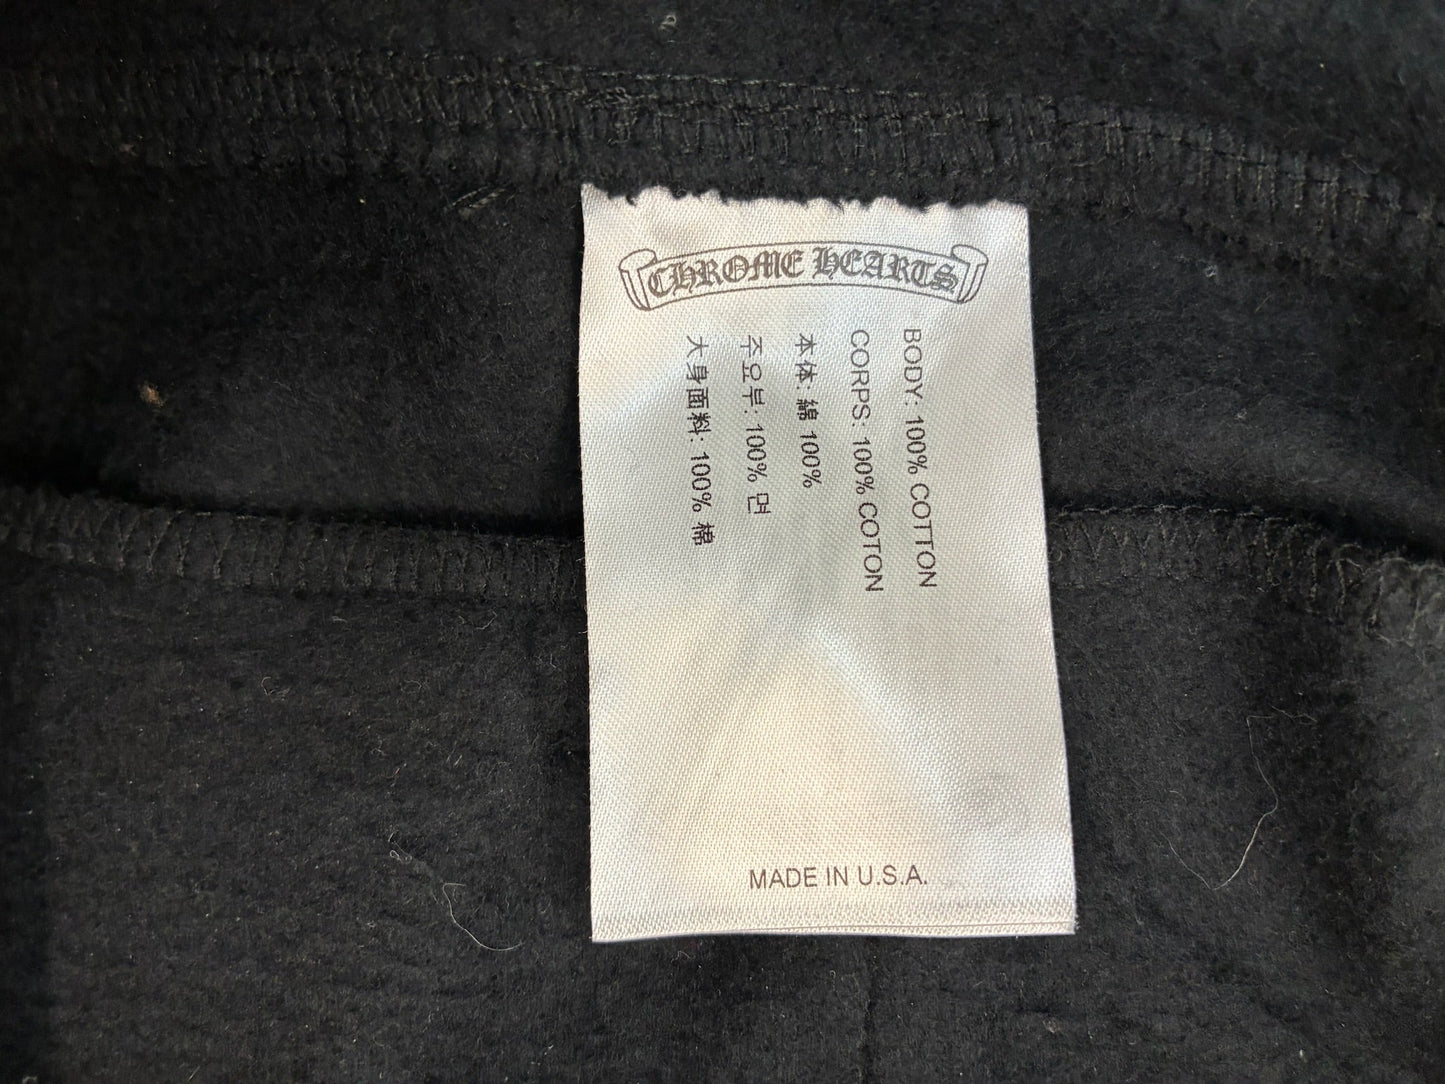 CHROME HEARTS
BODY: 100% COTTON
CORPS: 100% COTON
本体: 綿 100%
주요부: 100% 면
大身面料: 100% 棉
MADE IN U.S.A.